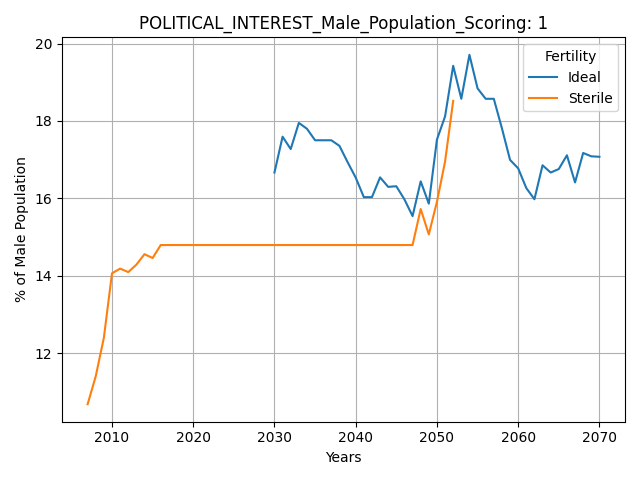 POLITICAL_INTEREST_Male_Population_Scoring: 1
Fertility
Ideal
Sterile
% of Male Population
20
18
16
14
12
2010 2020 2030 2040 2050 2060 2070
Years